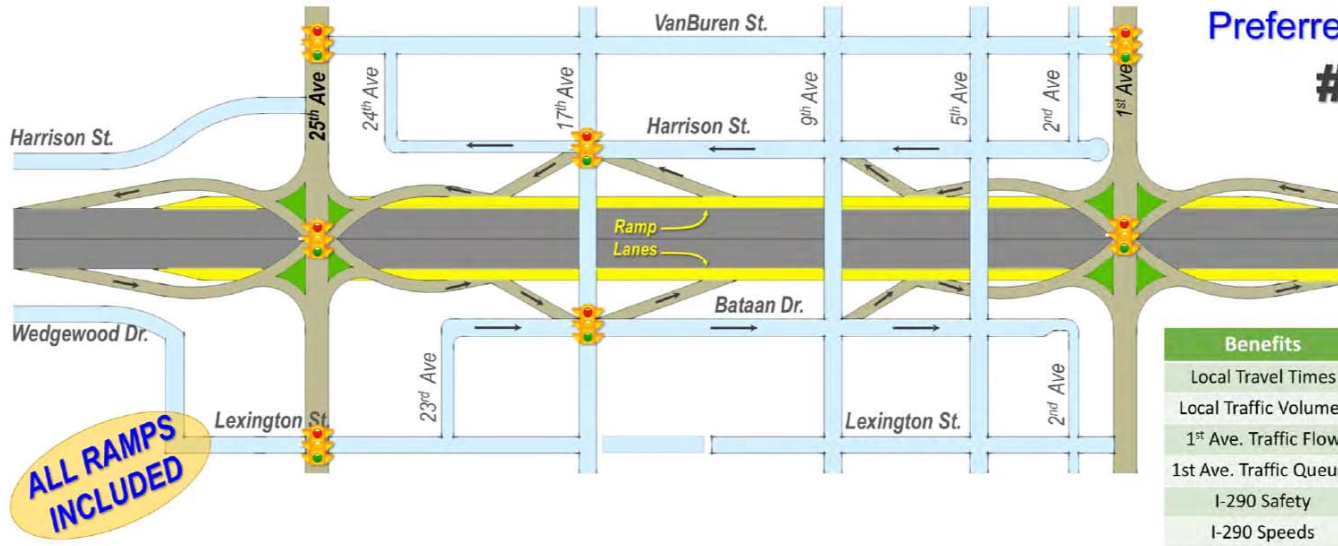 VanBuren St.
Preferre
#
25th Ave
24th Ave
17th Ave
9th Ave
5th Ave
2nd Ave
1st Ave
Harrison St.
Harrison St.
Ramp
Lanes
Bataan Dr.
Wedgewood Dr.
23rd Ave
2nd Ave
Lexington St.
Lexington St.
ALL RAMPS
INCLUDED
Benefits
Local Travel Times
Local Traffic Volume
1st Ave. Traffic Flow
1st Ave. Traffic Queu
I-290 Safety
I-290 Speeds